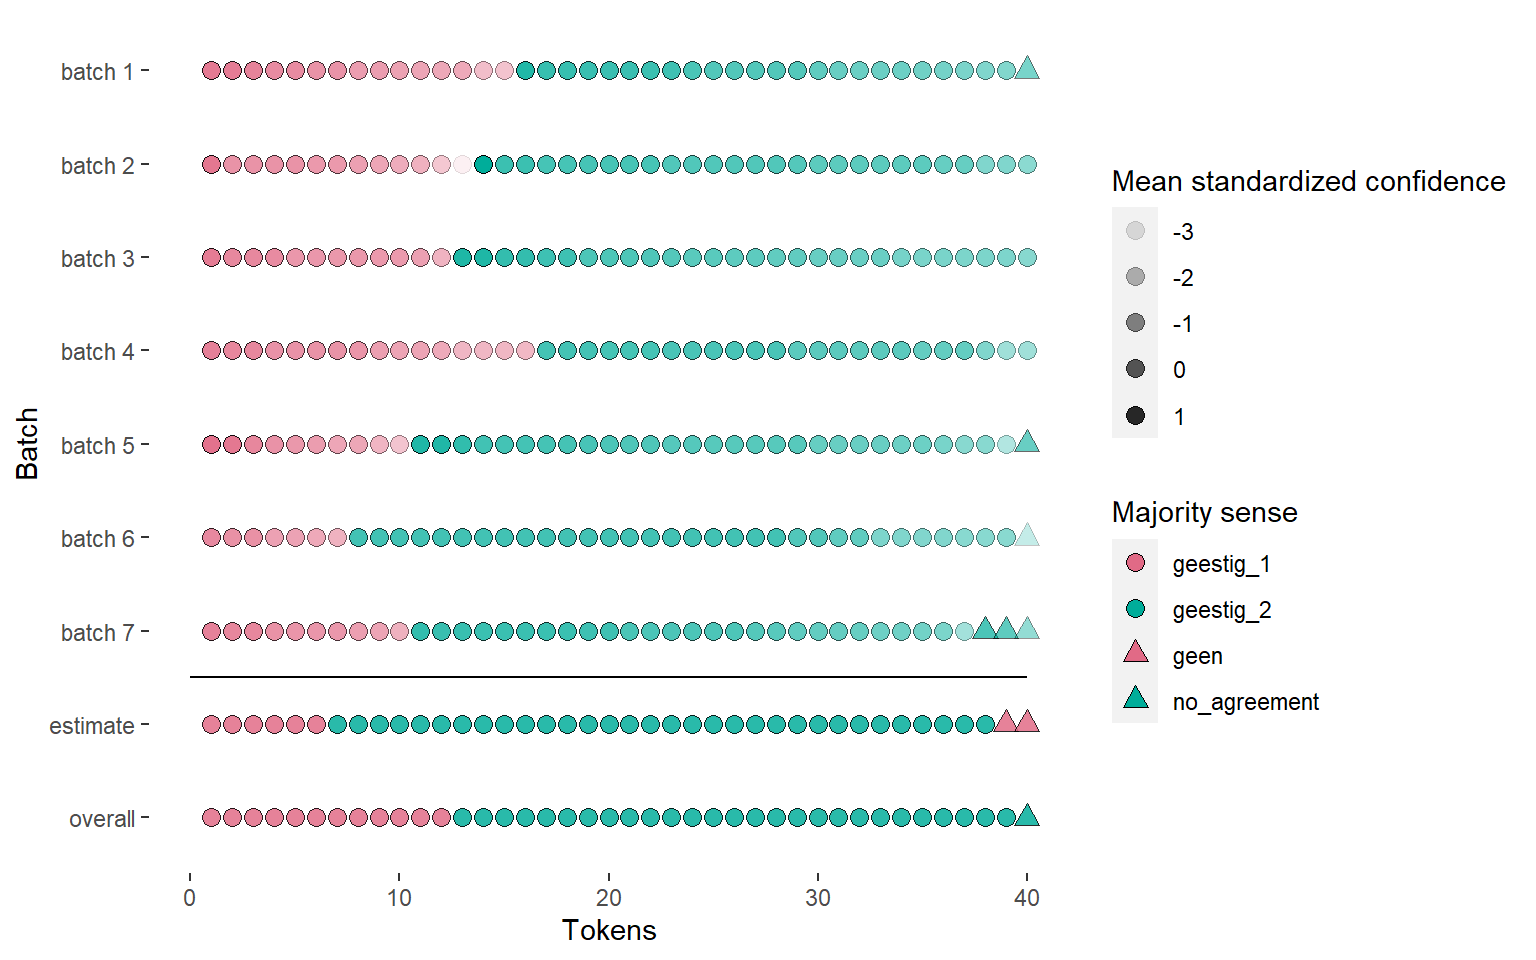 batch 1
batch 2
batch 3
batch 4
batch 5
batch 6
batch 7
estimate
overall
Batch
0 10 20 30 40
Tokens
Mean standardized confidence
-3
-2
-1
0
1
Majority sense
geestig_1
geestig_2
geen
no_agreement